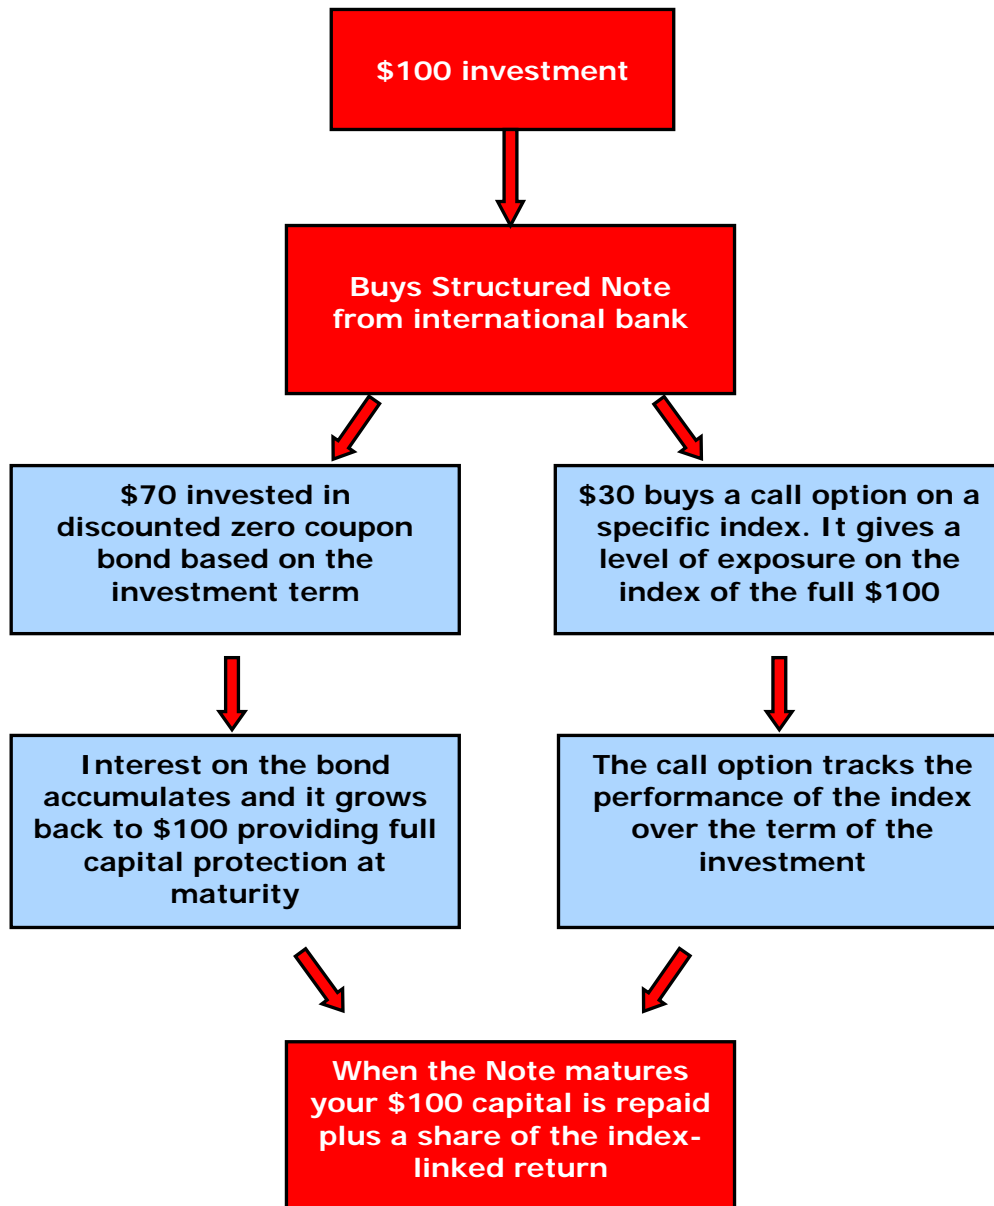 $100 investment
Buys Structured Note
from international bank
$70 invested in
discounted zero coupon
bond based on the
investment term
$30 buys a call option on a
specific index. It gives a
level of exposure on the
index of the full $100
Interest on the bond
accumulates and it grows
back to $100 providing full
capital protection at
maturity
The call option tracks the
performance of the index
over the term of the
investment
When the Note matures
your $100 capital is repaid
plus a share of the index-
linked return